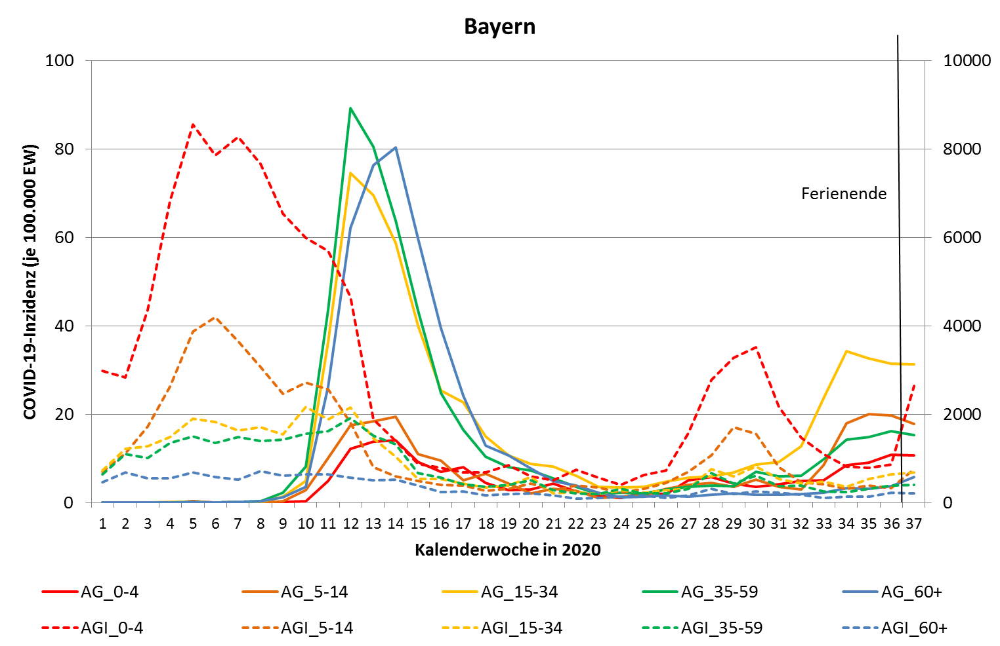 Bayern
100
80
60
40
20
0
10000
8000
6000
4000
2000
0
COVID-19-Inzidenz (je 100.000 EW)
Ferienende
1 2 3 4 5 6 7 8 9 10 11 12 13 14 15 16 17 18 19 20 21 22 23 24 25 26 27 28 29 30 31 32 33 34 35 36 37
Kalenderwoche in 2020
AG_0-4 AG_5-14 AG_15-34 AG_35-59 AG_60+
AGI_0-4 AGI_5-14 AGI_15-34 AGI_35-59 AGI_60+